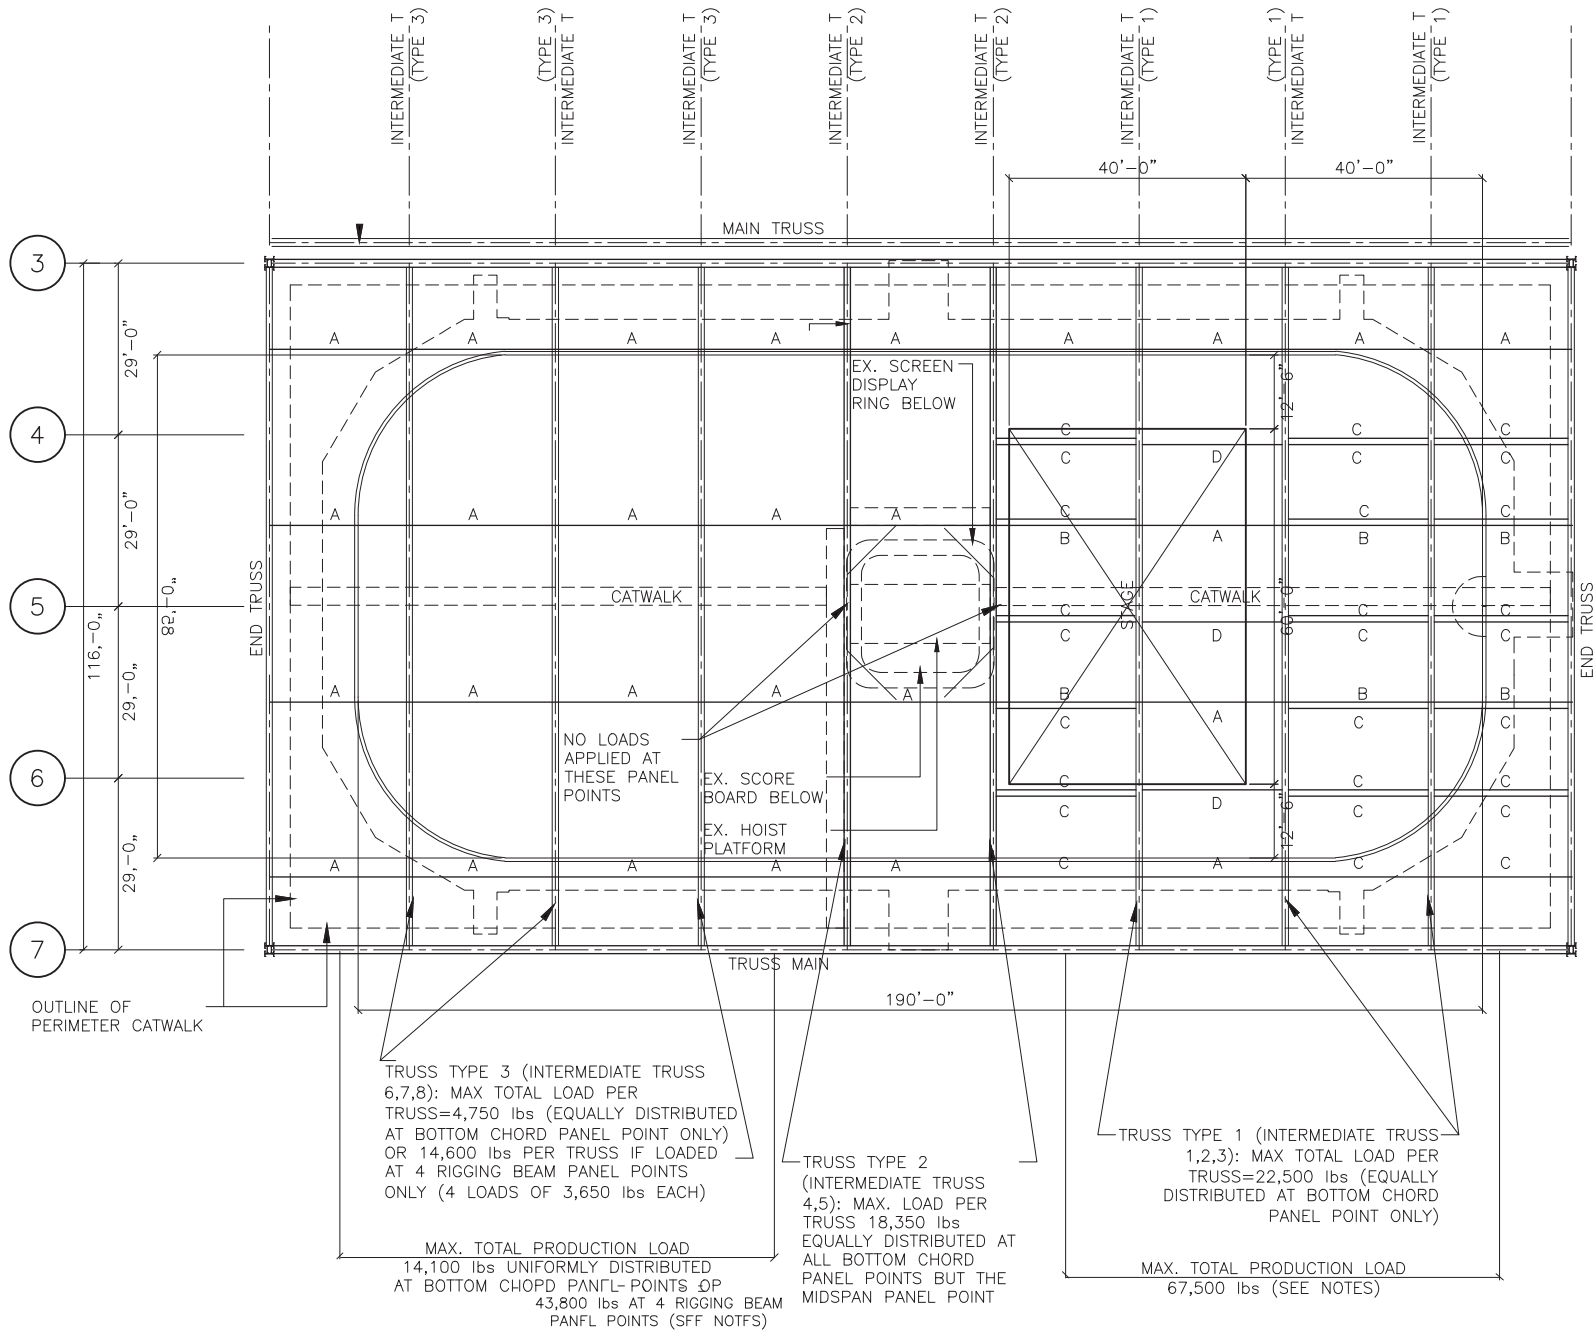 INTERMEDIATE T
(TYPE 3)
(TYPE 3)
INTERMEDIATE T
INTERMEDIATE T
(TYPE 3)
INTERMEDIATE T
(TYPE 2)
INTERMEDIATE T
(TYPE 2)
INTERMEDIATE T
(TYPE 1)
(TYPE 1)
INTERMEDIATE T
INTERMEDIATE T
(TYPE 1)
40'-0"
40'-0"
MAIN TRUSS
3
29'-0"
A A A A A A A A A
EX. SCREEN
DISPLAY
RING BELOW
12'-6"
4
C C C
C D C C
29'-0"
A A A A A
C C C
B A B B
END TRUSS
5
CATWALK
STAGE
CATWALK
60'-0"
END TRUSS
116'-0"
85'-0"
C C C
C D C C
29'-0"
A A A A A
B B B
C A C C
NO LOADS
APPLIED AT
THESE PANEL
POINTS
6
EX. SCORE
BOARD BELOW
C C C
C D C C
EX. HOIST
PLATFORM
12'-6"
29'-0"
A A A A A C A C C
7
TRUSS MAIN
190'-0"
OUTLINE OF
PERIMETER CATWALK
TRUSS TYPE 3 (INTERMEDIATE TRUSS
6,7,8): MAX TOTAL LOAD PER
TRUSS=4,750 lbs (EQUALLY DISTRIBUTED
AT BOTTOM CHORD PANEL POINT ONLY)
OR 14,600 lbs PER TRUSS IF LOADED
AT 4 RIGGING BEAM PANEL POINTS
ONLY (4 LOADS OF 3,650 lbs EACH)
MAX. TOTAL PRODUCTION LOAD
14,100 lbs UNIFORMLY DISTRIBUTED
AT BOTTOM CHOPD PANFL-POINTS OP
43,800 lbs AT 4 RIGGING BEAM
PANFL POINTS (SFF NOTFS)
TRUSS TYPE 2
(INTERMEDIATE TRUSS
4,5): MAX. LOAD PER
TRUSS 18,350 lbs
EQUALLY DISTRIBUTED AT
ALL BOTTOM CHORD
PANEL POINTS BUT THE
MIDSPAN PANEL POINT
TRUSS TYPE 1 (INTERMEDIATE TRUSS
1,2,3): MAX TOTAL LOAD PER
TRUSS=22,500 lbs (EQUALLY
DISTRIBUTED AT BOTTOM CHORD
PANEL POINT ONLY)
MAX. TOTAL PRODUCTION LOAD
67,500 lbs (SEE NOTES)